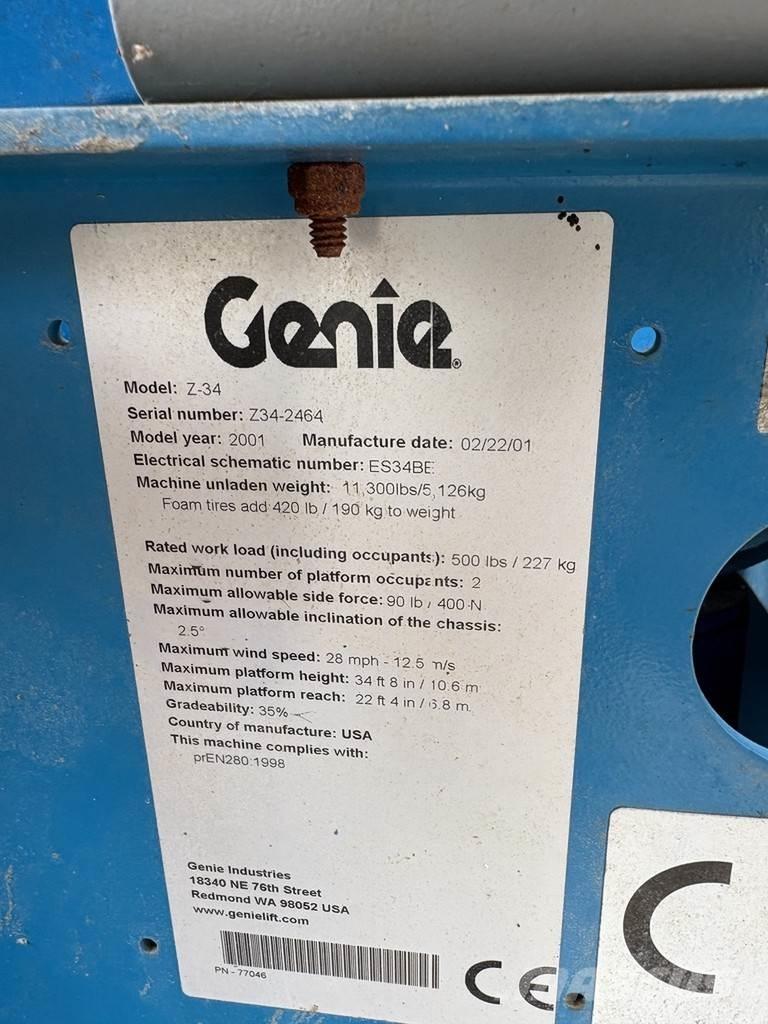 Genie®
Model: Z-34
Serial number: Z34-2464
Model year: 2001 Manufacture date: 02/22/01
Electrical schematic number: ES34BE
Machine unladen weight: 11,300lbs/5,126kg
Foam tires add 420 lb / 190 kg to weight
Rated work load (including occupants): 500 lbs / 227 kg
Maximum number of platform occupants: 2
Maximum allowable side force: 90 lb / 400 N
Maximum allowable inclination of the chassis:
2.5°
Maximum wind speed: 28 mph - 12.5 m/s
Maximum platform height: 34 ft 8 in / 10.6 m
Maximum platform reach: 22 ft 4 in / 6.8 m
Gradeability: 35%
Country of manufacture: USA
This machine complies with:
prEN280:1998
Genie Industries
18340 NE 76th Street
Redmond WA 98052 USA
www.genielift.com
PN - 77046
CE
C